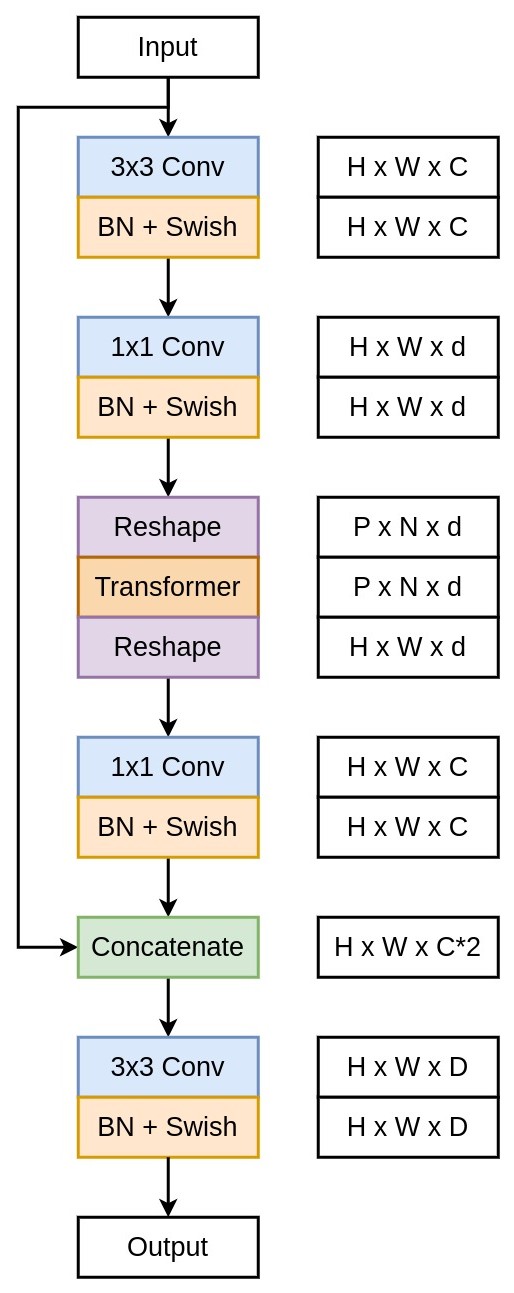 Input
3x3 Conv
H x W x C
BN + Swish
H x W x C
1x1 Conv
H x W x d
BN + Swish
H x W x d
Reshape
P x N x d
Transformer
P x N x d
Reshape
H x W x d
1x1 Conv
H x W x C
BN + Swish
H x W x C
Concatenate
H x W x C*2
3x3 Conv
H x W x D
BN + Swish
H x W x D
Output